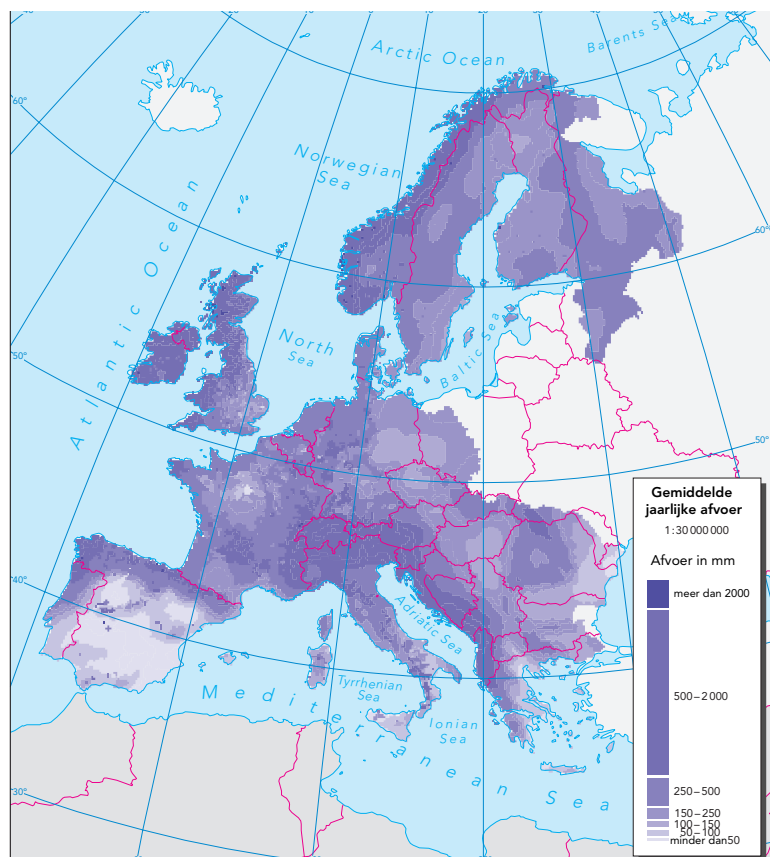 Arctic Ocean
Barents Sea
60°
Norwegian
Sea
Atlantic Ocean
60°
North
Sea
Baltic Sea
50°
50°
40°
Adriatic Sea
Tyrrhenian
Sea
Ionian
Sea
Mediterranean Sea
30°
Gemiddelde
jaarlijke afvoer
1:30 000 000
Afvoer in mm
meer dan 2000
500–2 000
250–500
150–250
100–150
50–100
minder dan50